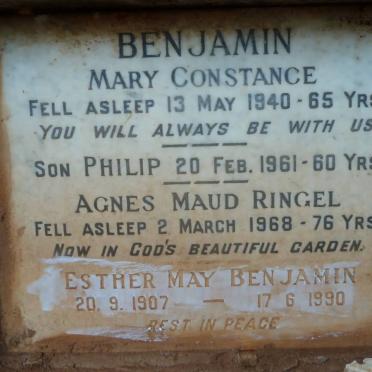 BENJAMIN
MARY CONSTANCE
FELL ASLEEP 13 MAY 1940 - 65 YRS
YOU WILL ALWAYS BE WITH US
SON PHILIP 20 FEB. 1961 - 60 YRS
AGNES MAUD RINGEL
FELL ASLEEP 2 MARCH 1968 - 76 YRS
NOW IN GOD'S BEAUTIFUL GARDEN.
ESTHER MAY BENJAMIN
20. 9. 1907 — 17 6 1990
REST IN PEACE